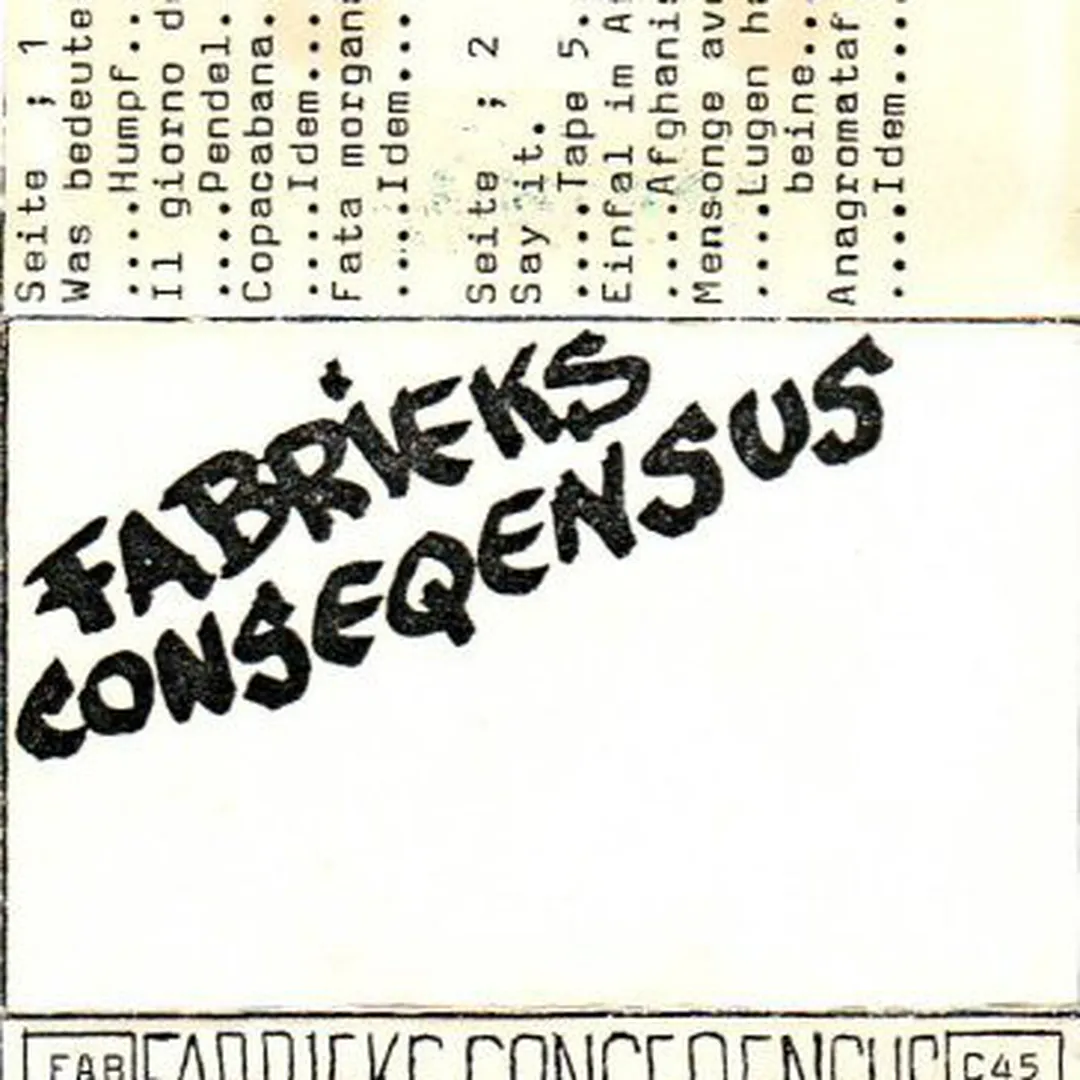 Seite ; 1
Was bedeute
.....Humpf..
Il giorno d
....Pendel.
Copacabana.
.....Idem...
Fata morgan
.....Idem...
Seite ; 2
Say it.
.....Tape 5.
Einfal im A
.....Afghanis
Mensonge av
....Lugen ha
beine..
Anagromataf
.....Idem....
FABRIEKS
CONSEQENSUS
FAB FABRIEKS CONSEQENSUS C45